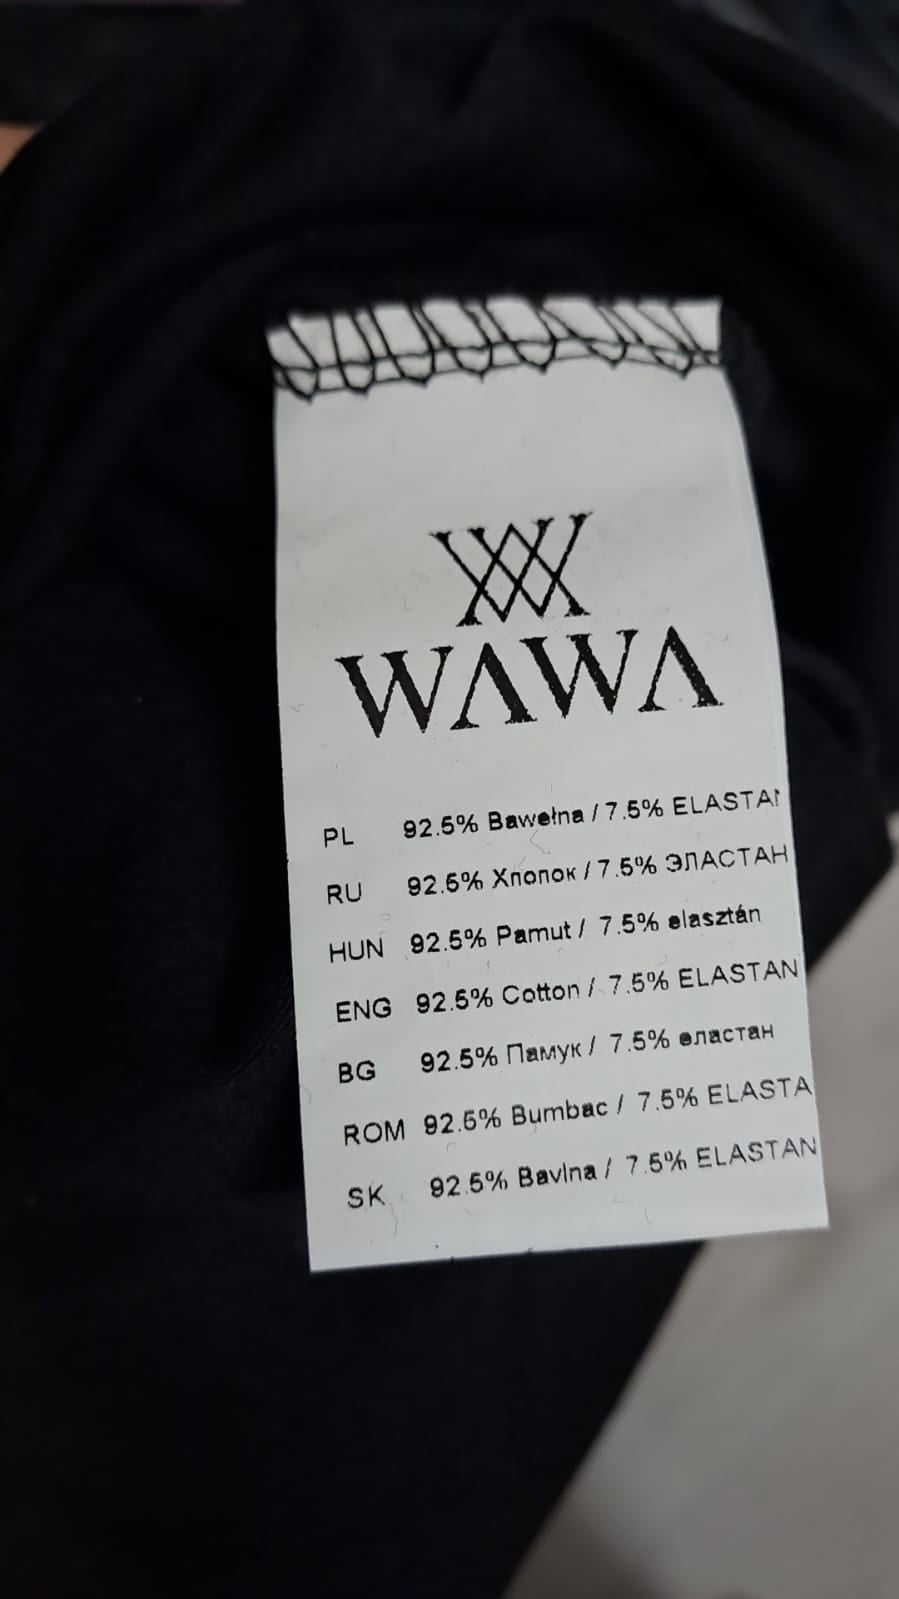 WAWA
PL 92.5% Bawełna / 7.5% ELASTAN
RU 92.5% Хлопок / 7.5% ЭЛАСТАН
HUN 92.5% Pamut / 7.5% elasztán
ENG 92.5% Cotton / 7.5% ELASTAN
BG 92.5% Памук / 7.5% еластан
ROM 92.5% Bumbac / 7.5% ELASTA
SK 92.5% Bavlna / 7.5% ELASTAN